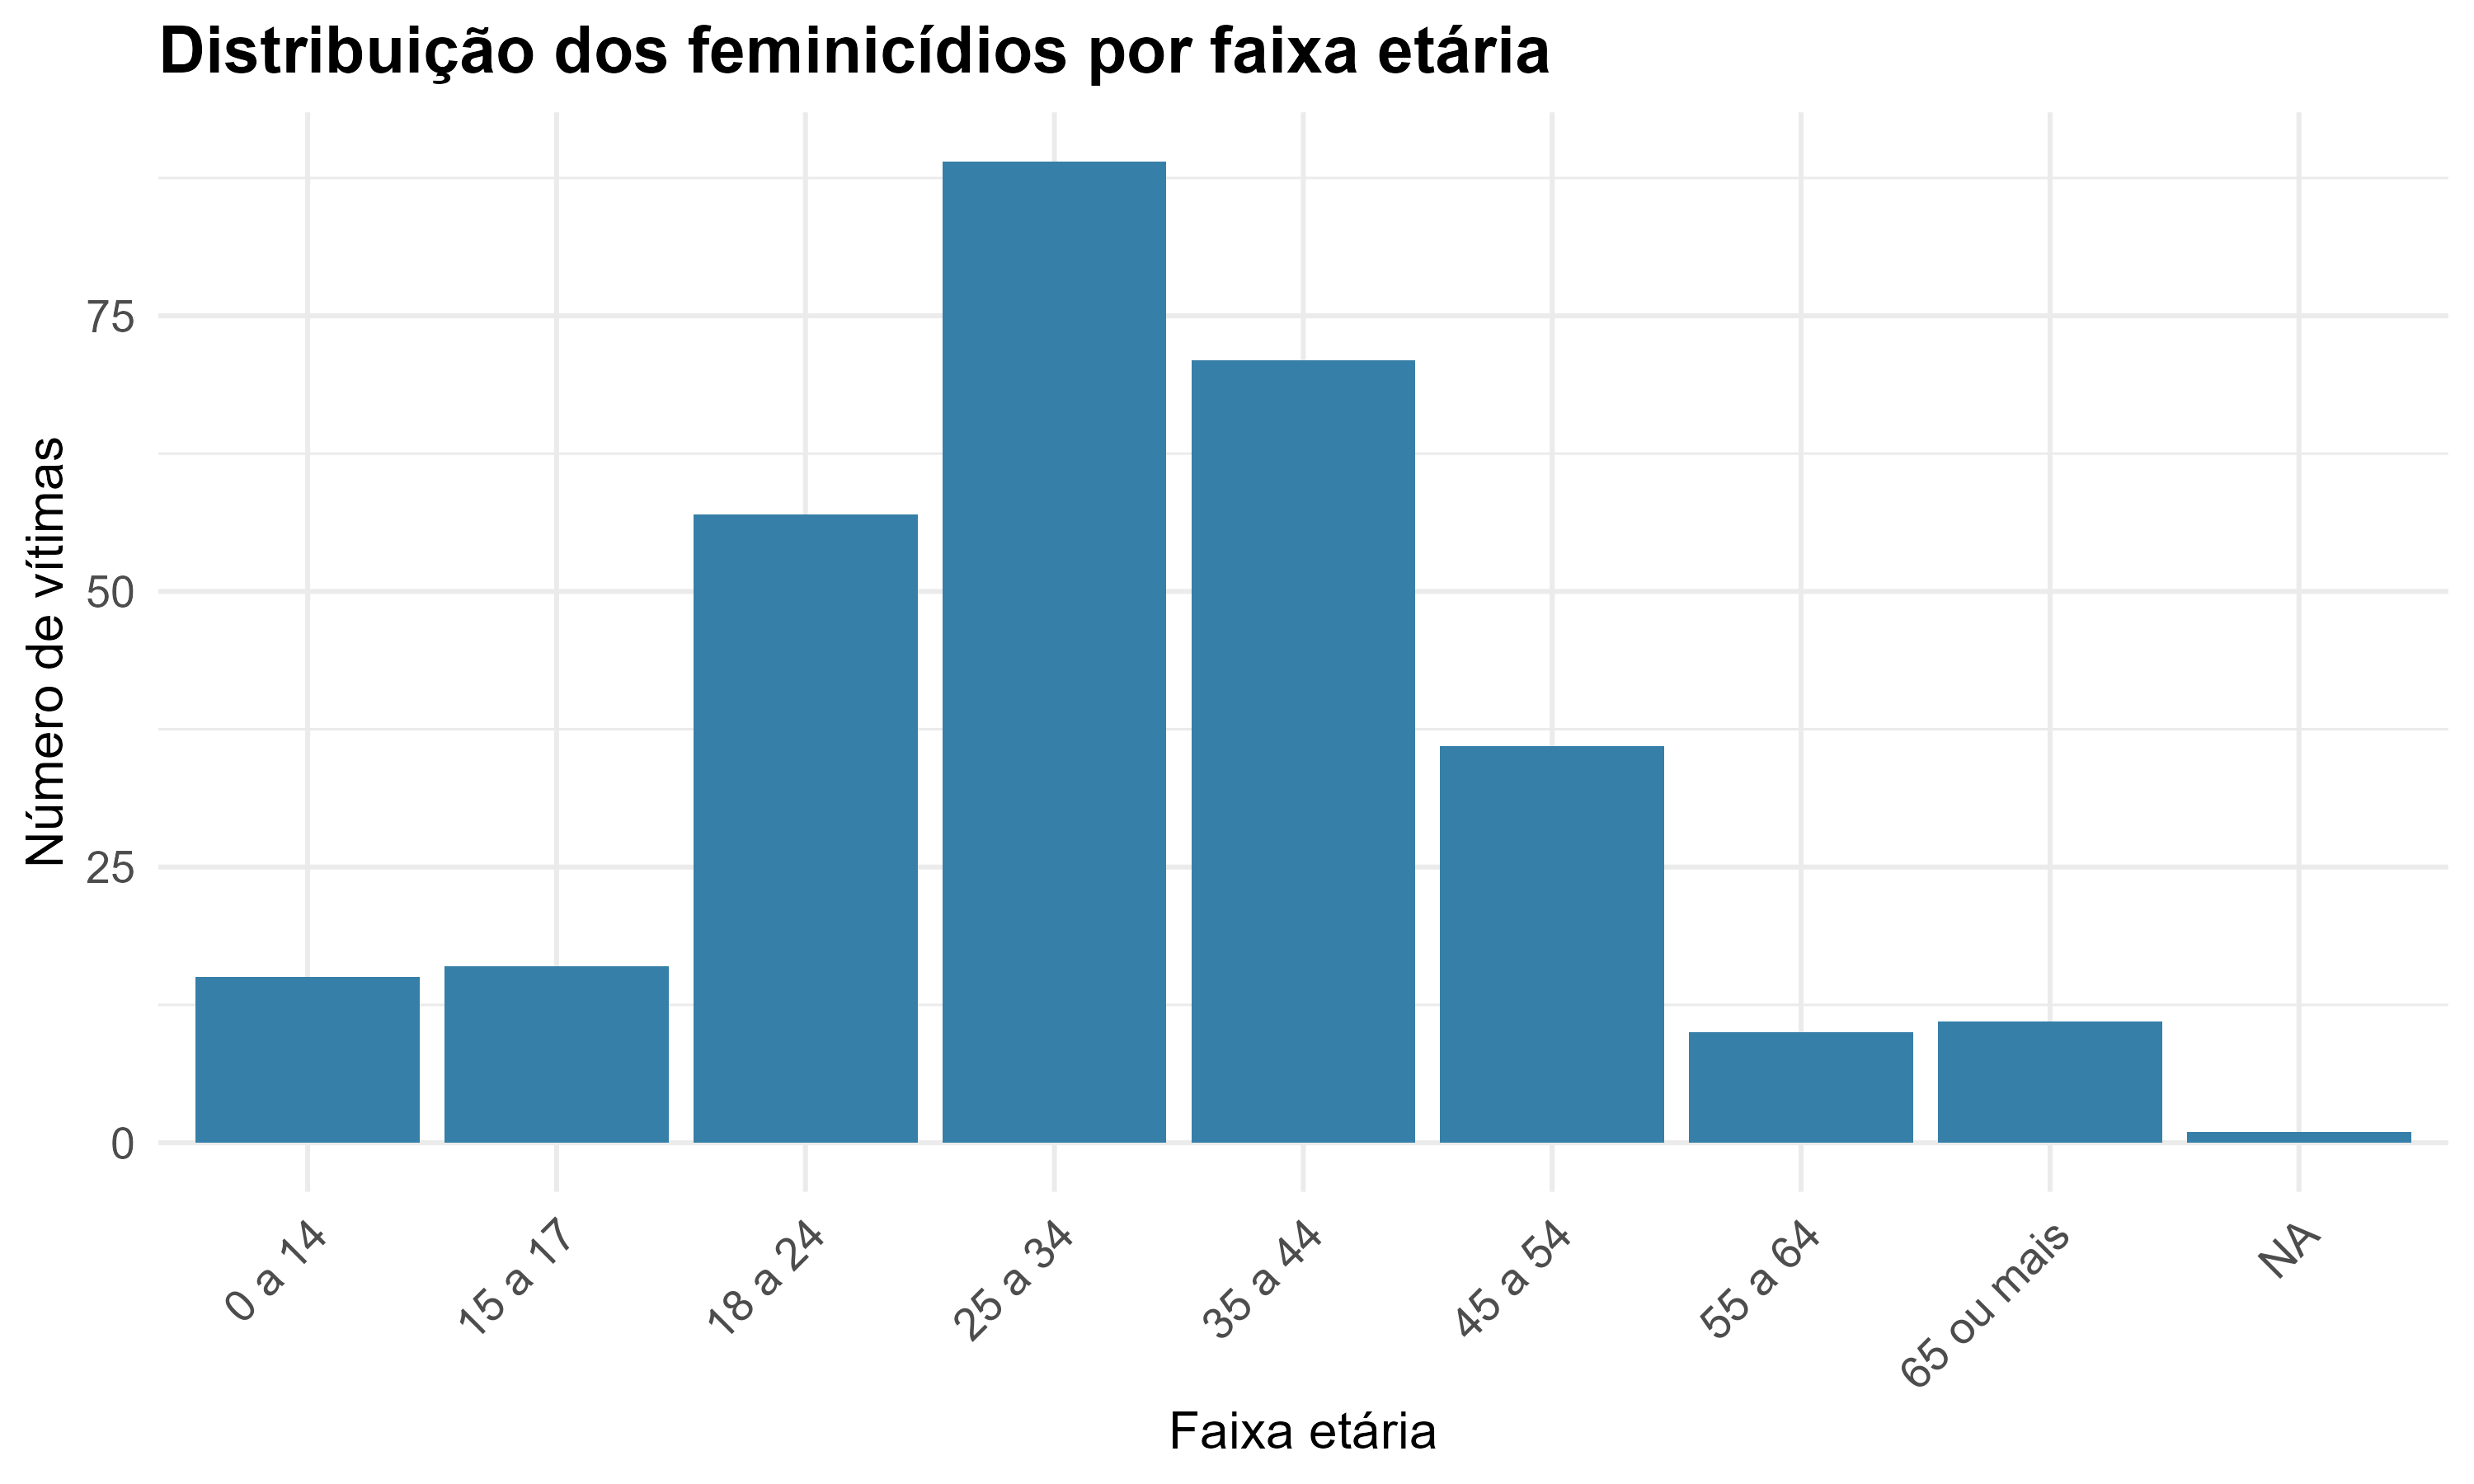 Distribuição dos feminicídios por faixa etária
Número de vítimas
75
50
25
0
0 a 14
15 a 17
18 a 24
25 a 34
35 a 44
45 a 54
55 a 64
65 ou mais
NA
Faixa etária